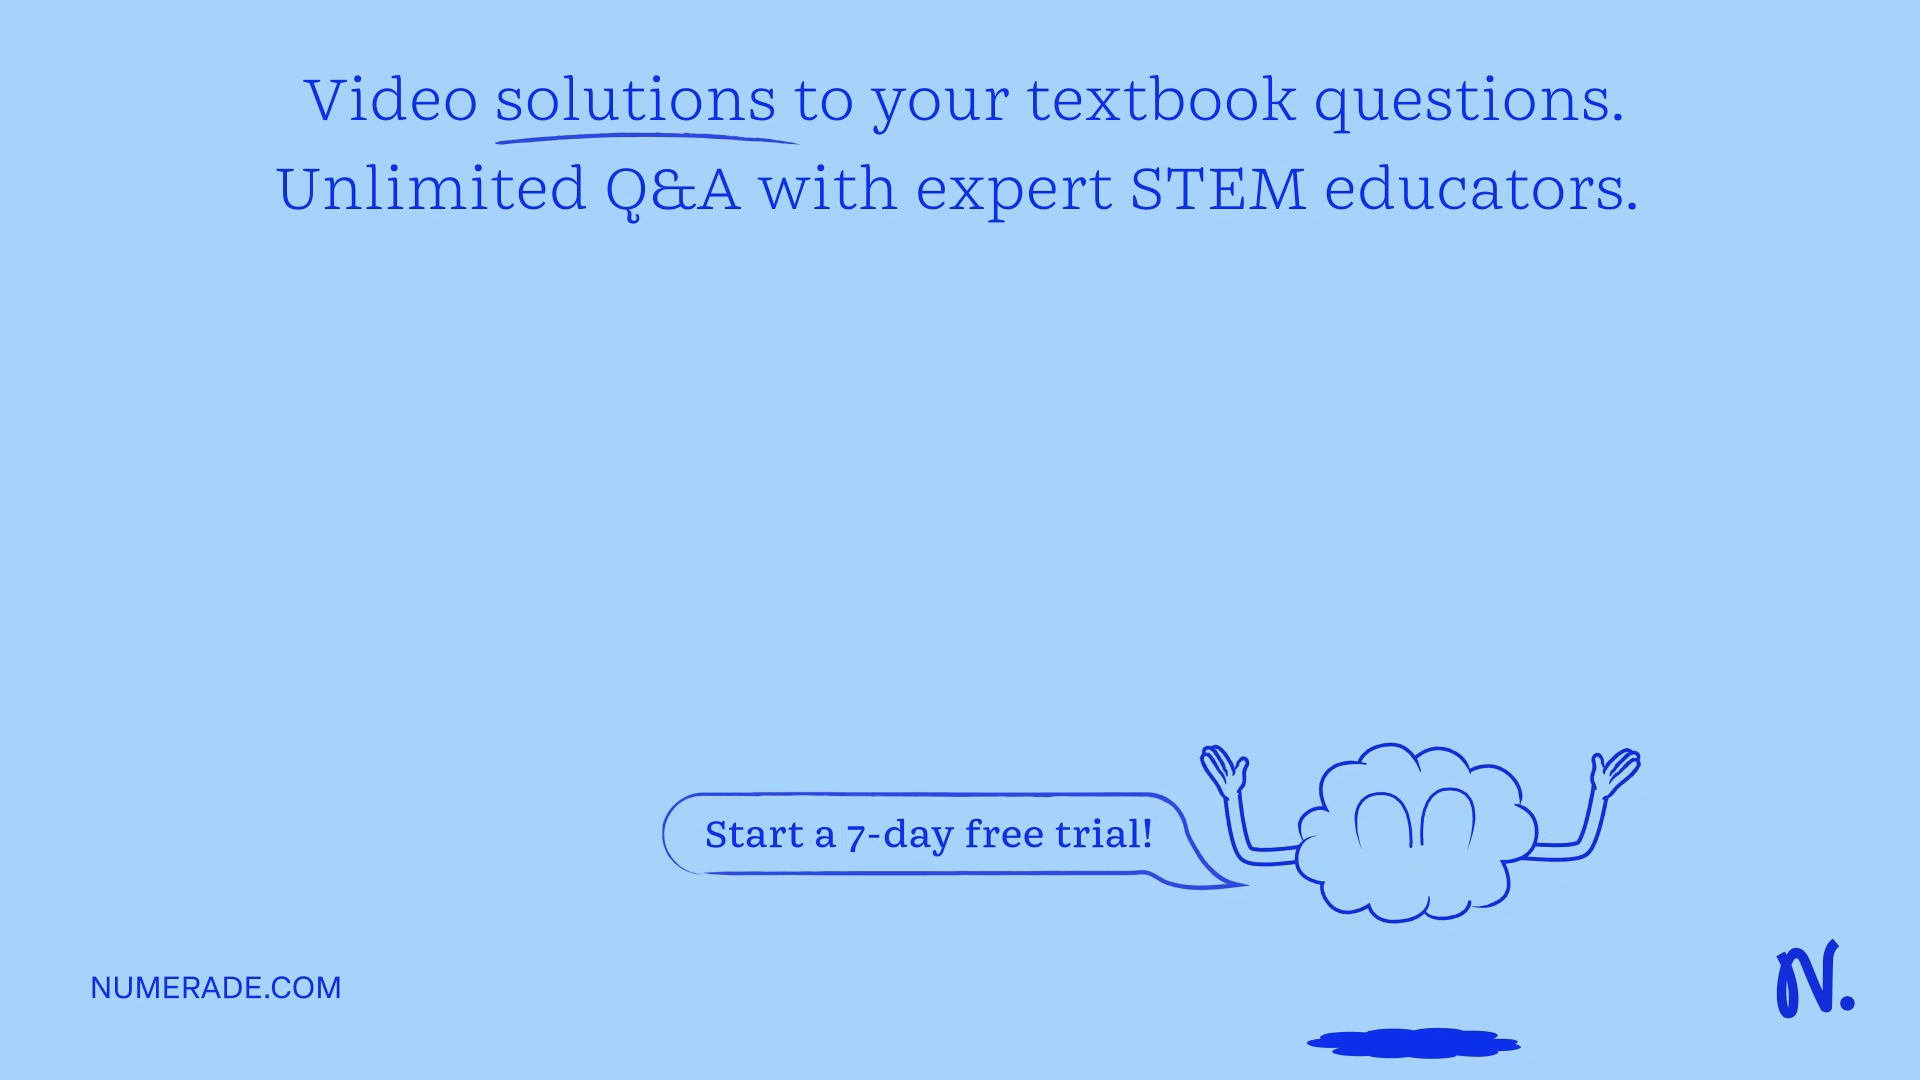 Video solutions to your textbook questions.
Unlimited Q&A with expert STEM educators.
Start a 7-day free trial!
NUMERADE.COM
N.